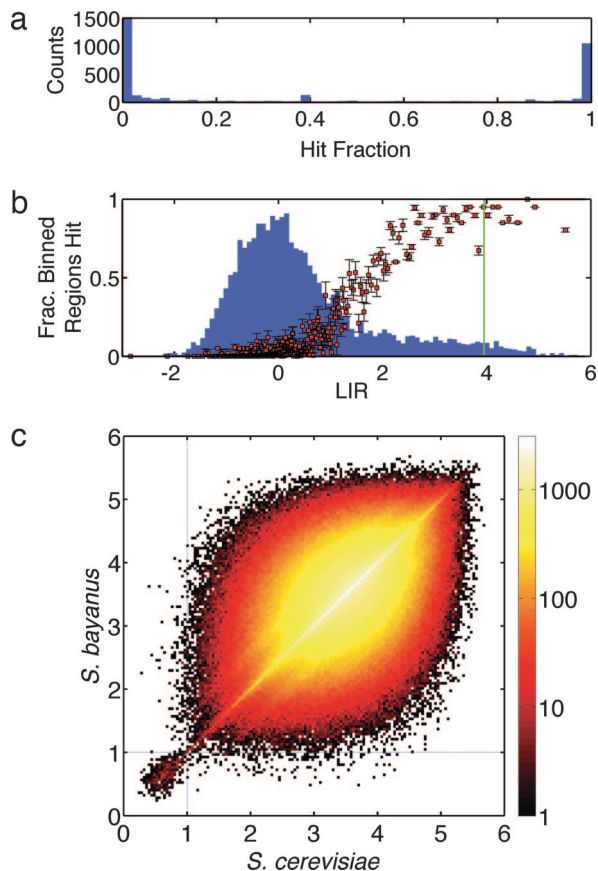 a
Counts
1500
1000
500
0
0 0.2 0.4 0.6 0.8 1
Hit Fraction
b
Frac. Binned
Regions Hit
1
0.5
0
-2 0 2 4 6
LIR
c
S. bayanus
6
5
4
3
2
1
0
0 1 2 3 4 5 6
S. cerevisiae
1000
100
10
1